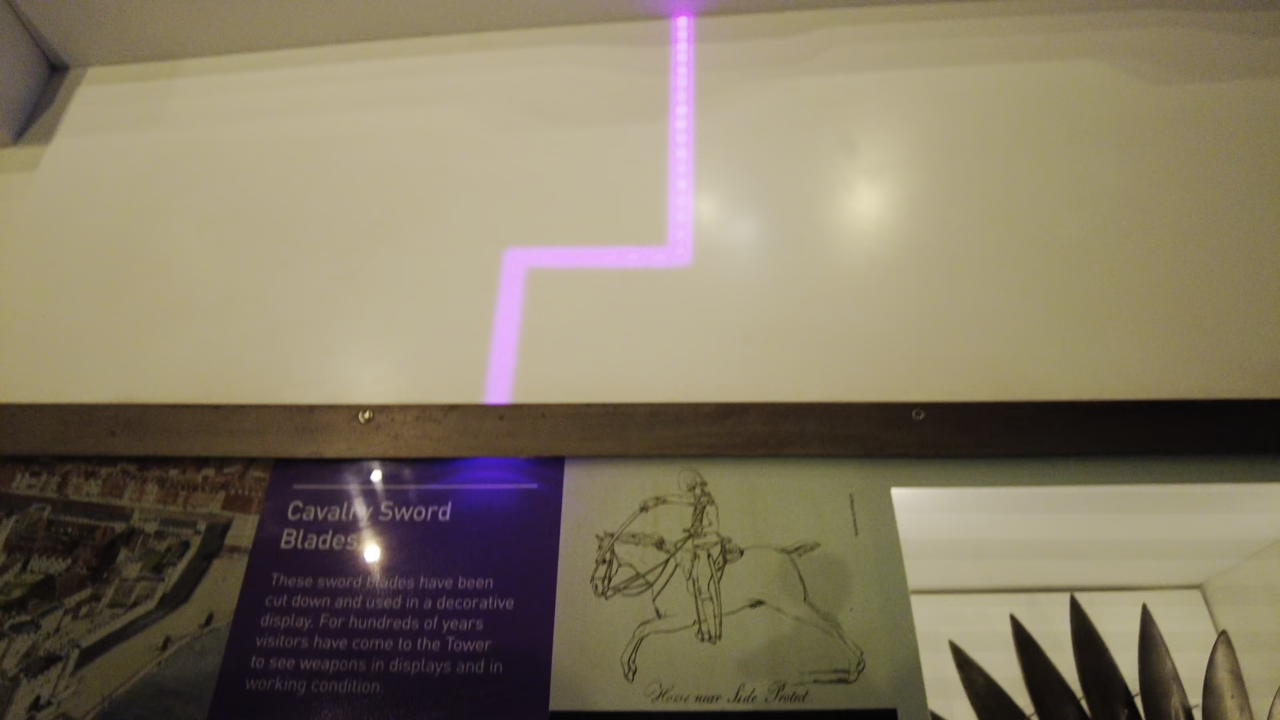 Cavalry Sword
Blades
These sword blades have been
cut down and used in a decorative
display. For hundreds of years
visitors have come to the Tower
to see weapons in displays and in
working condition.
Horse near Side Protect.